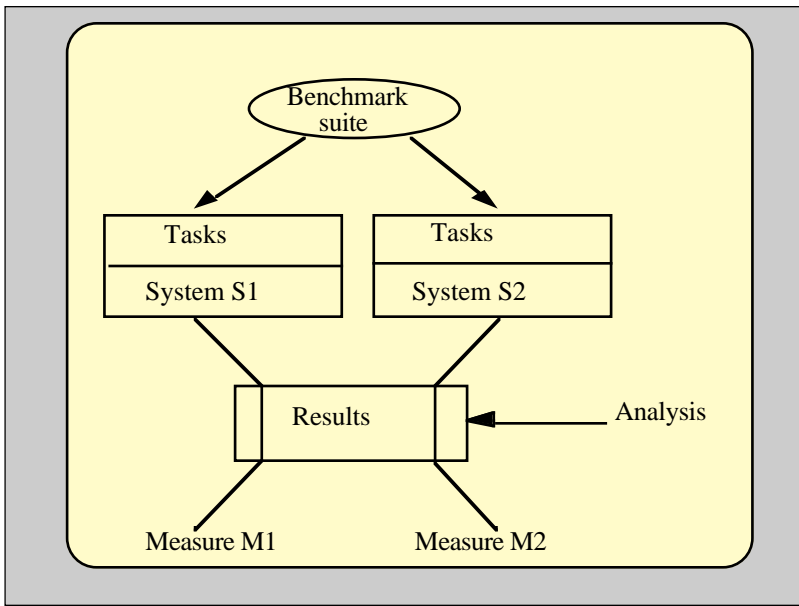 Benchmark
suite
Tasks
Tasks
System S1
System S2
Results
Analysis
Measure M1
Measure M2